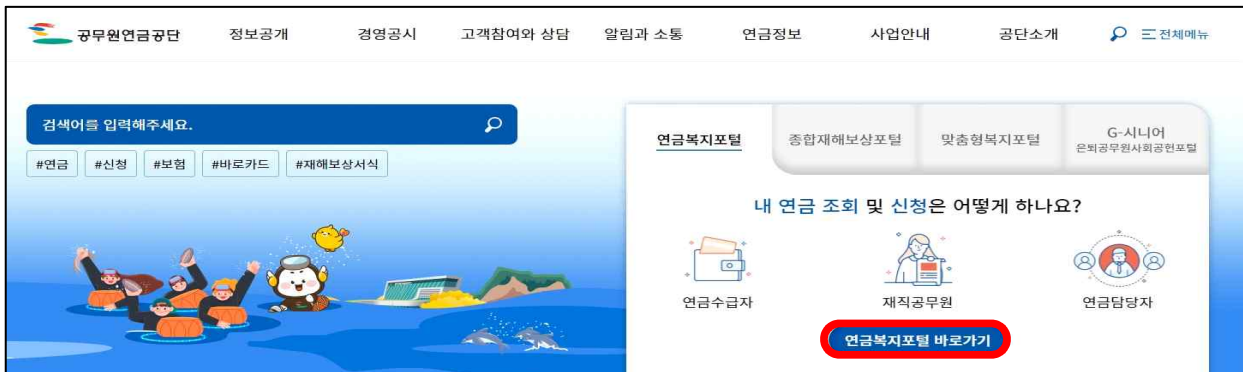 공무원연금공단
정보공개
경영공시
고객참여와 상담
알림과 소통
연금정보
사업안내
공단소개
전체메뉴
검색어를 입력해주세요.
#연금
#신청
#보험
#바로카드
#재해보상서식
연금복지포털
종합재해보상포털
맞춤형복지포털
G-시니어
은퇴공무원사회공헌포털
내 연금 조회 및 신청은 어떻게 하나요?
연금수급자
재직공무원
연금담당자
연금복지포털 바로가기